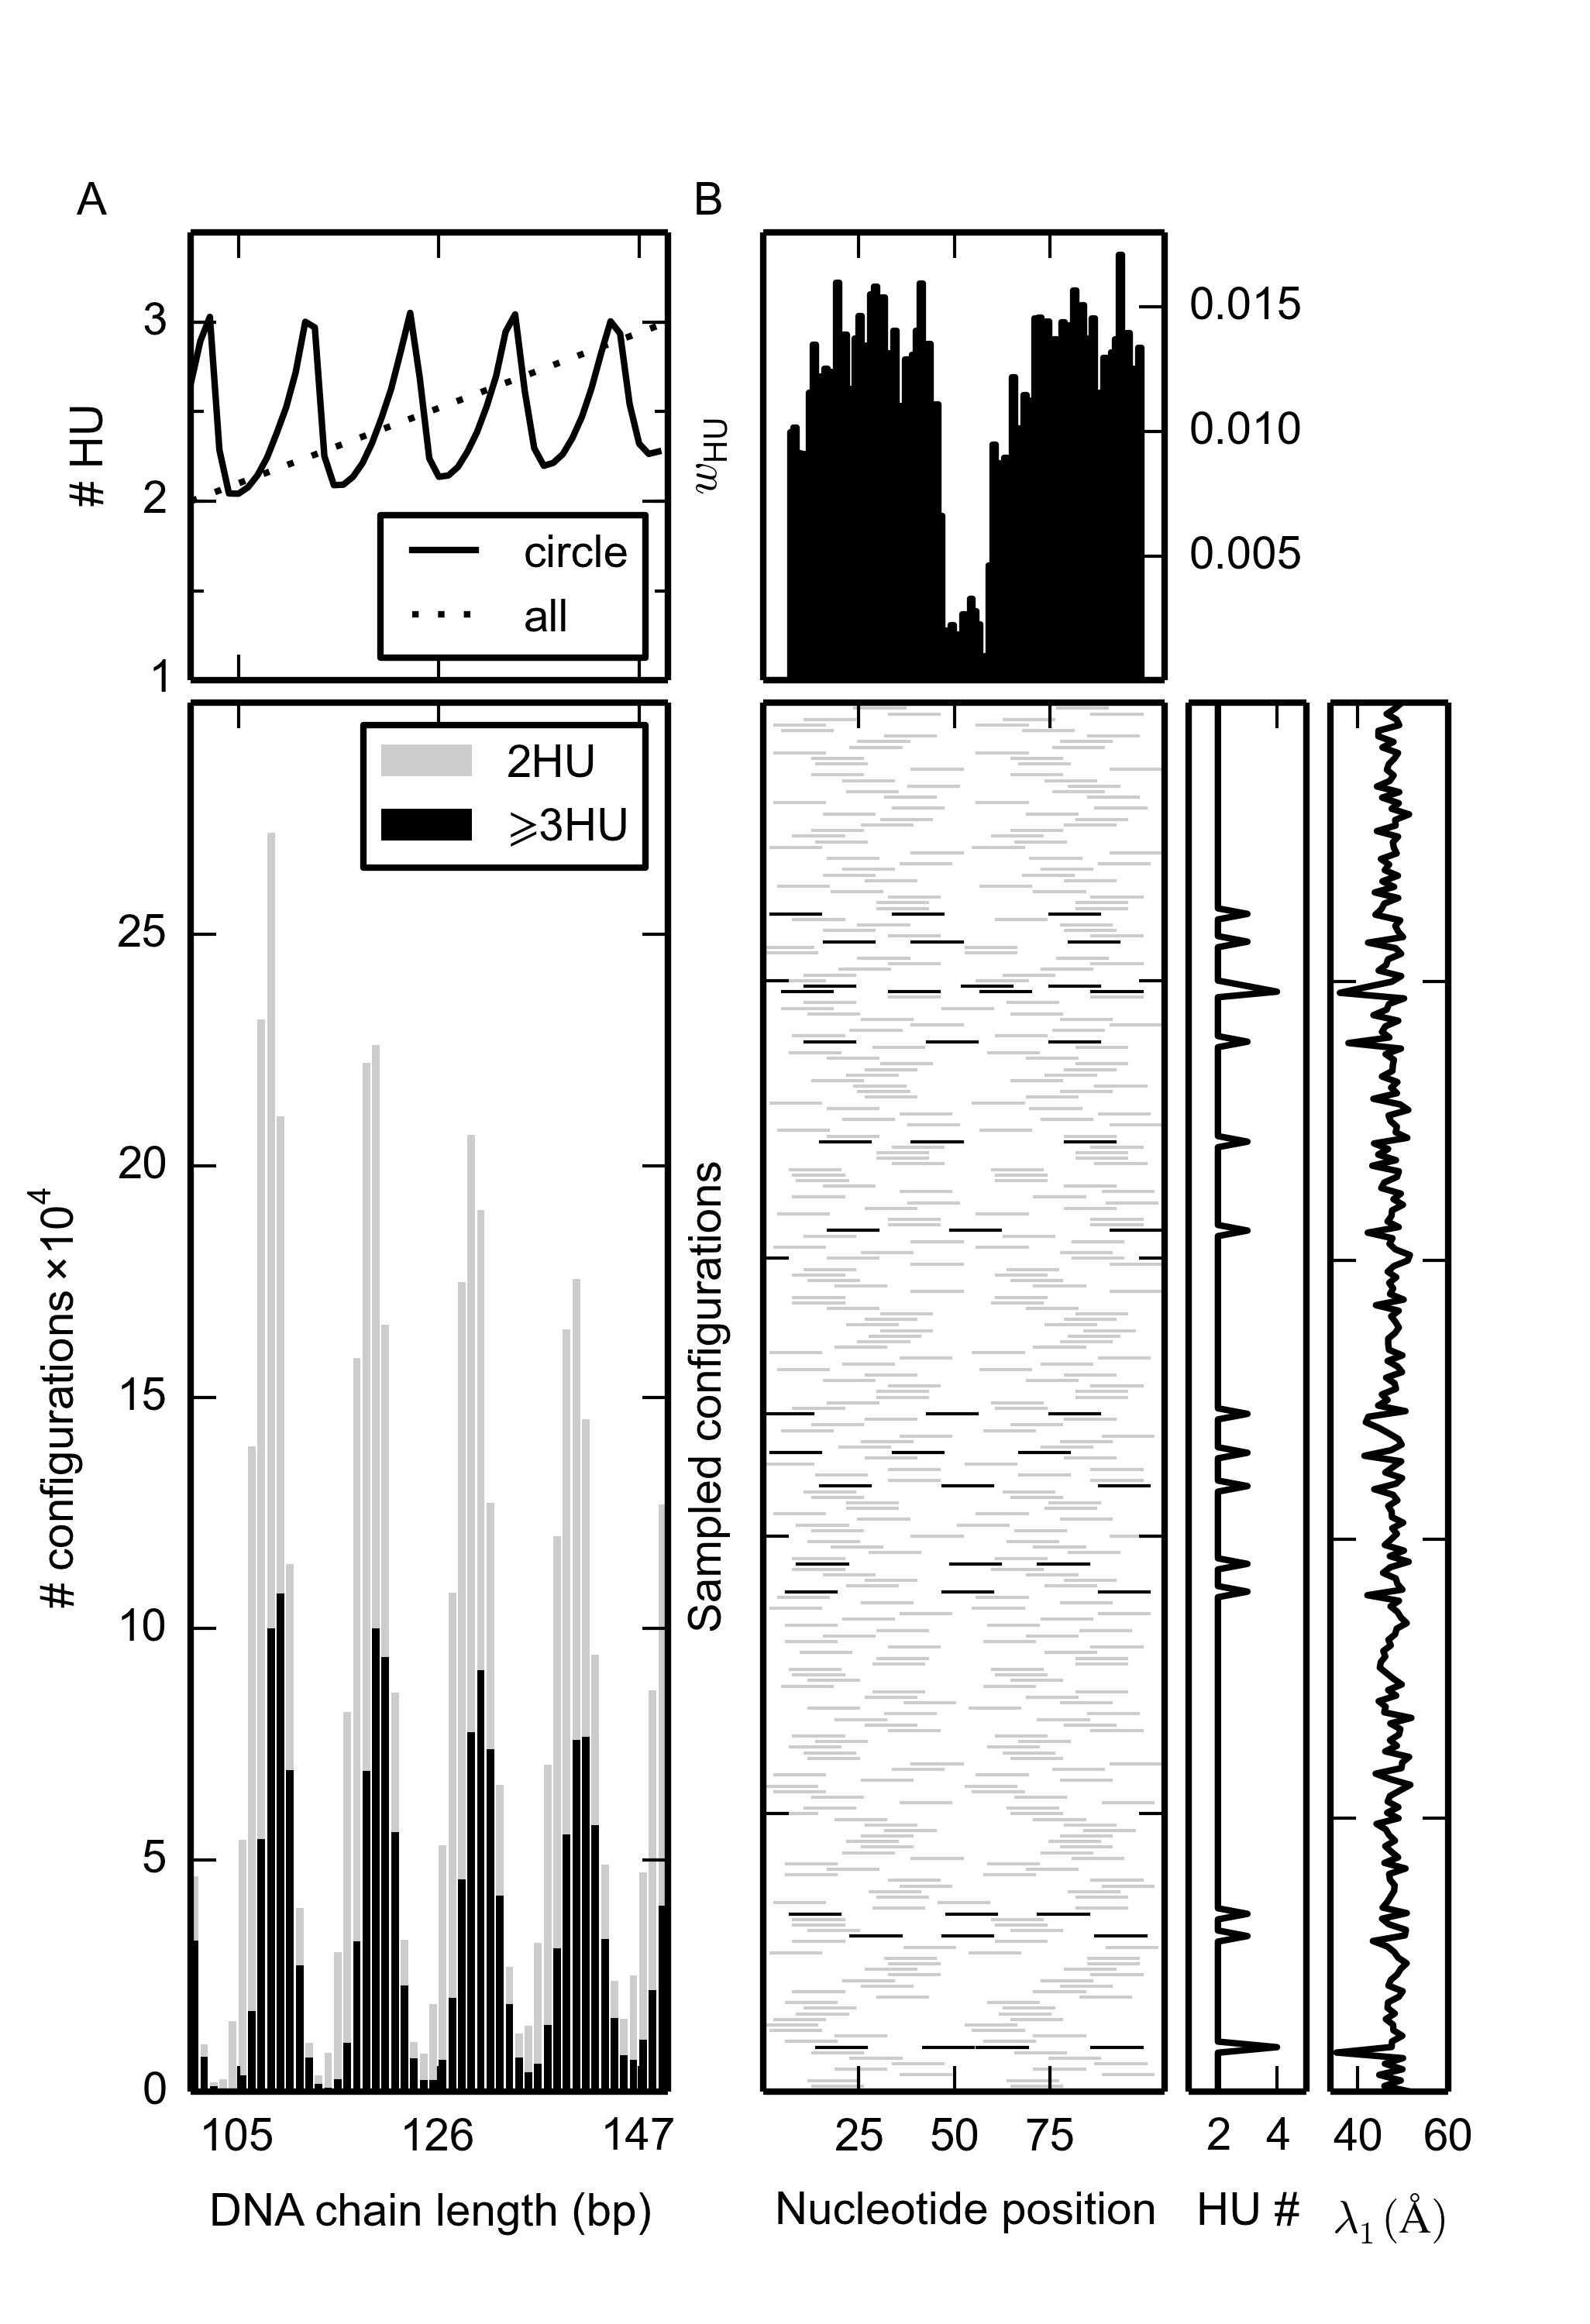 A
B
3
2
1
# HU
circle
all
w_HU
0.015
0.010
0.005
2HU
⩾3HU
25
20
15
10
5
0
# configurations ×10⁴
105 126 147
DNA chain length (bp)
Sampled configurations
25 50 75
Nucleotide position
2 4
HU #
40 60
λ₁ (Å)